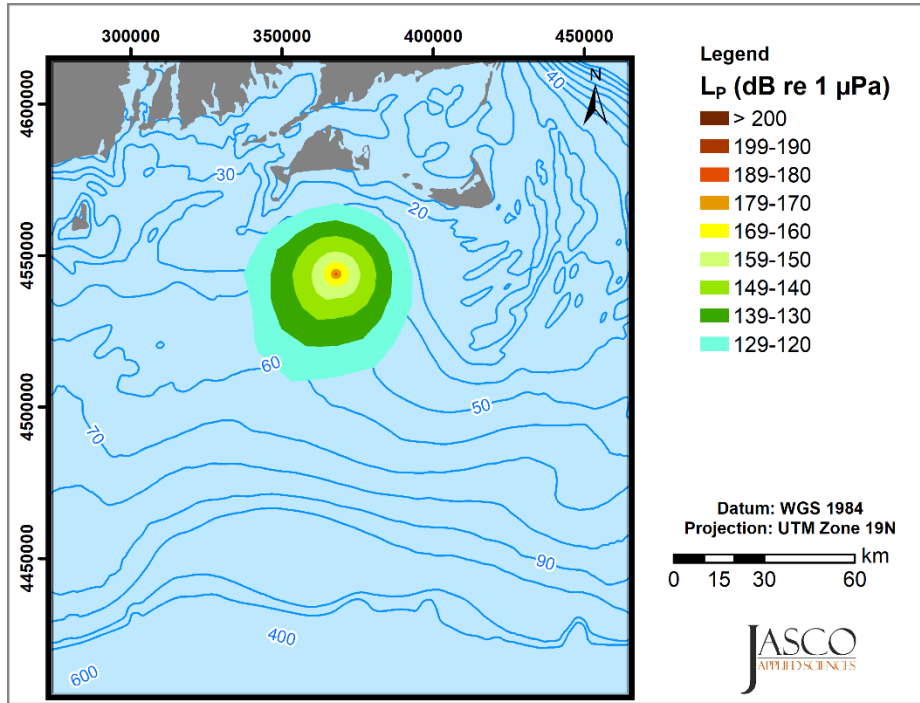 300000 350000 400000 450000
4600000
4550000
4500000
4450000
40
N
30
20
60
50
70
90
400
600
Legend
Lₚ (dB re 1 µPa)
> 200
199-190
189-180
179-170
169-160
159-150
149-140
139-130
129-120
Datum: WGS 1984
Projection: UTM Zone 19N
km
0 15 30 60
JASCO
APPLIED SCIENCES